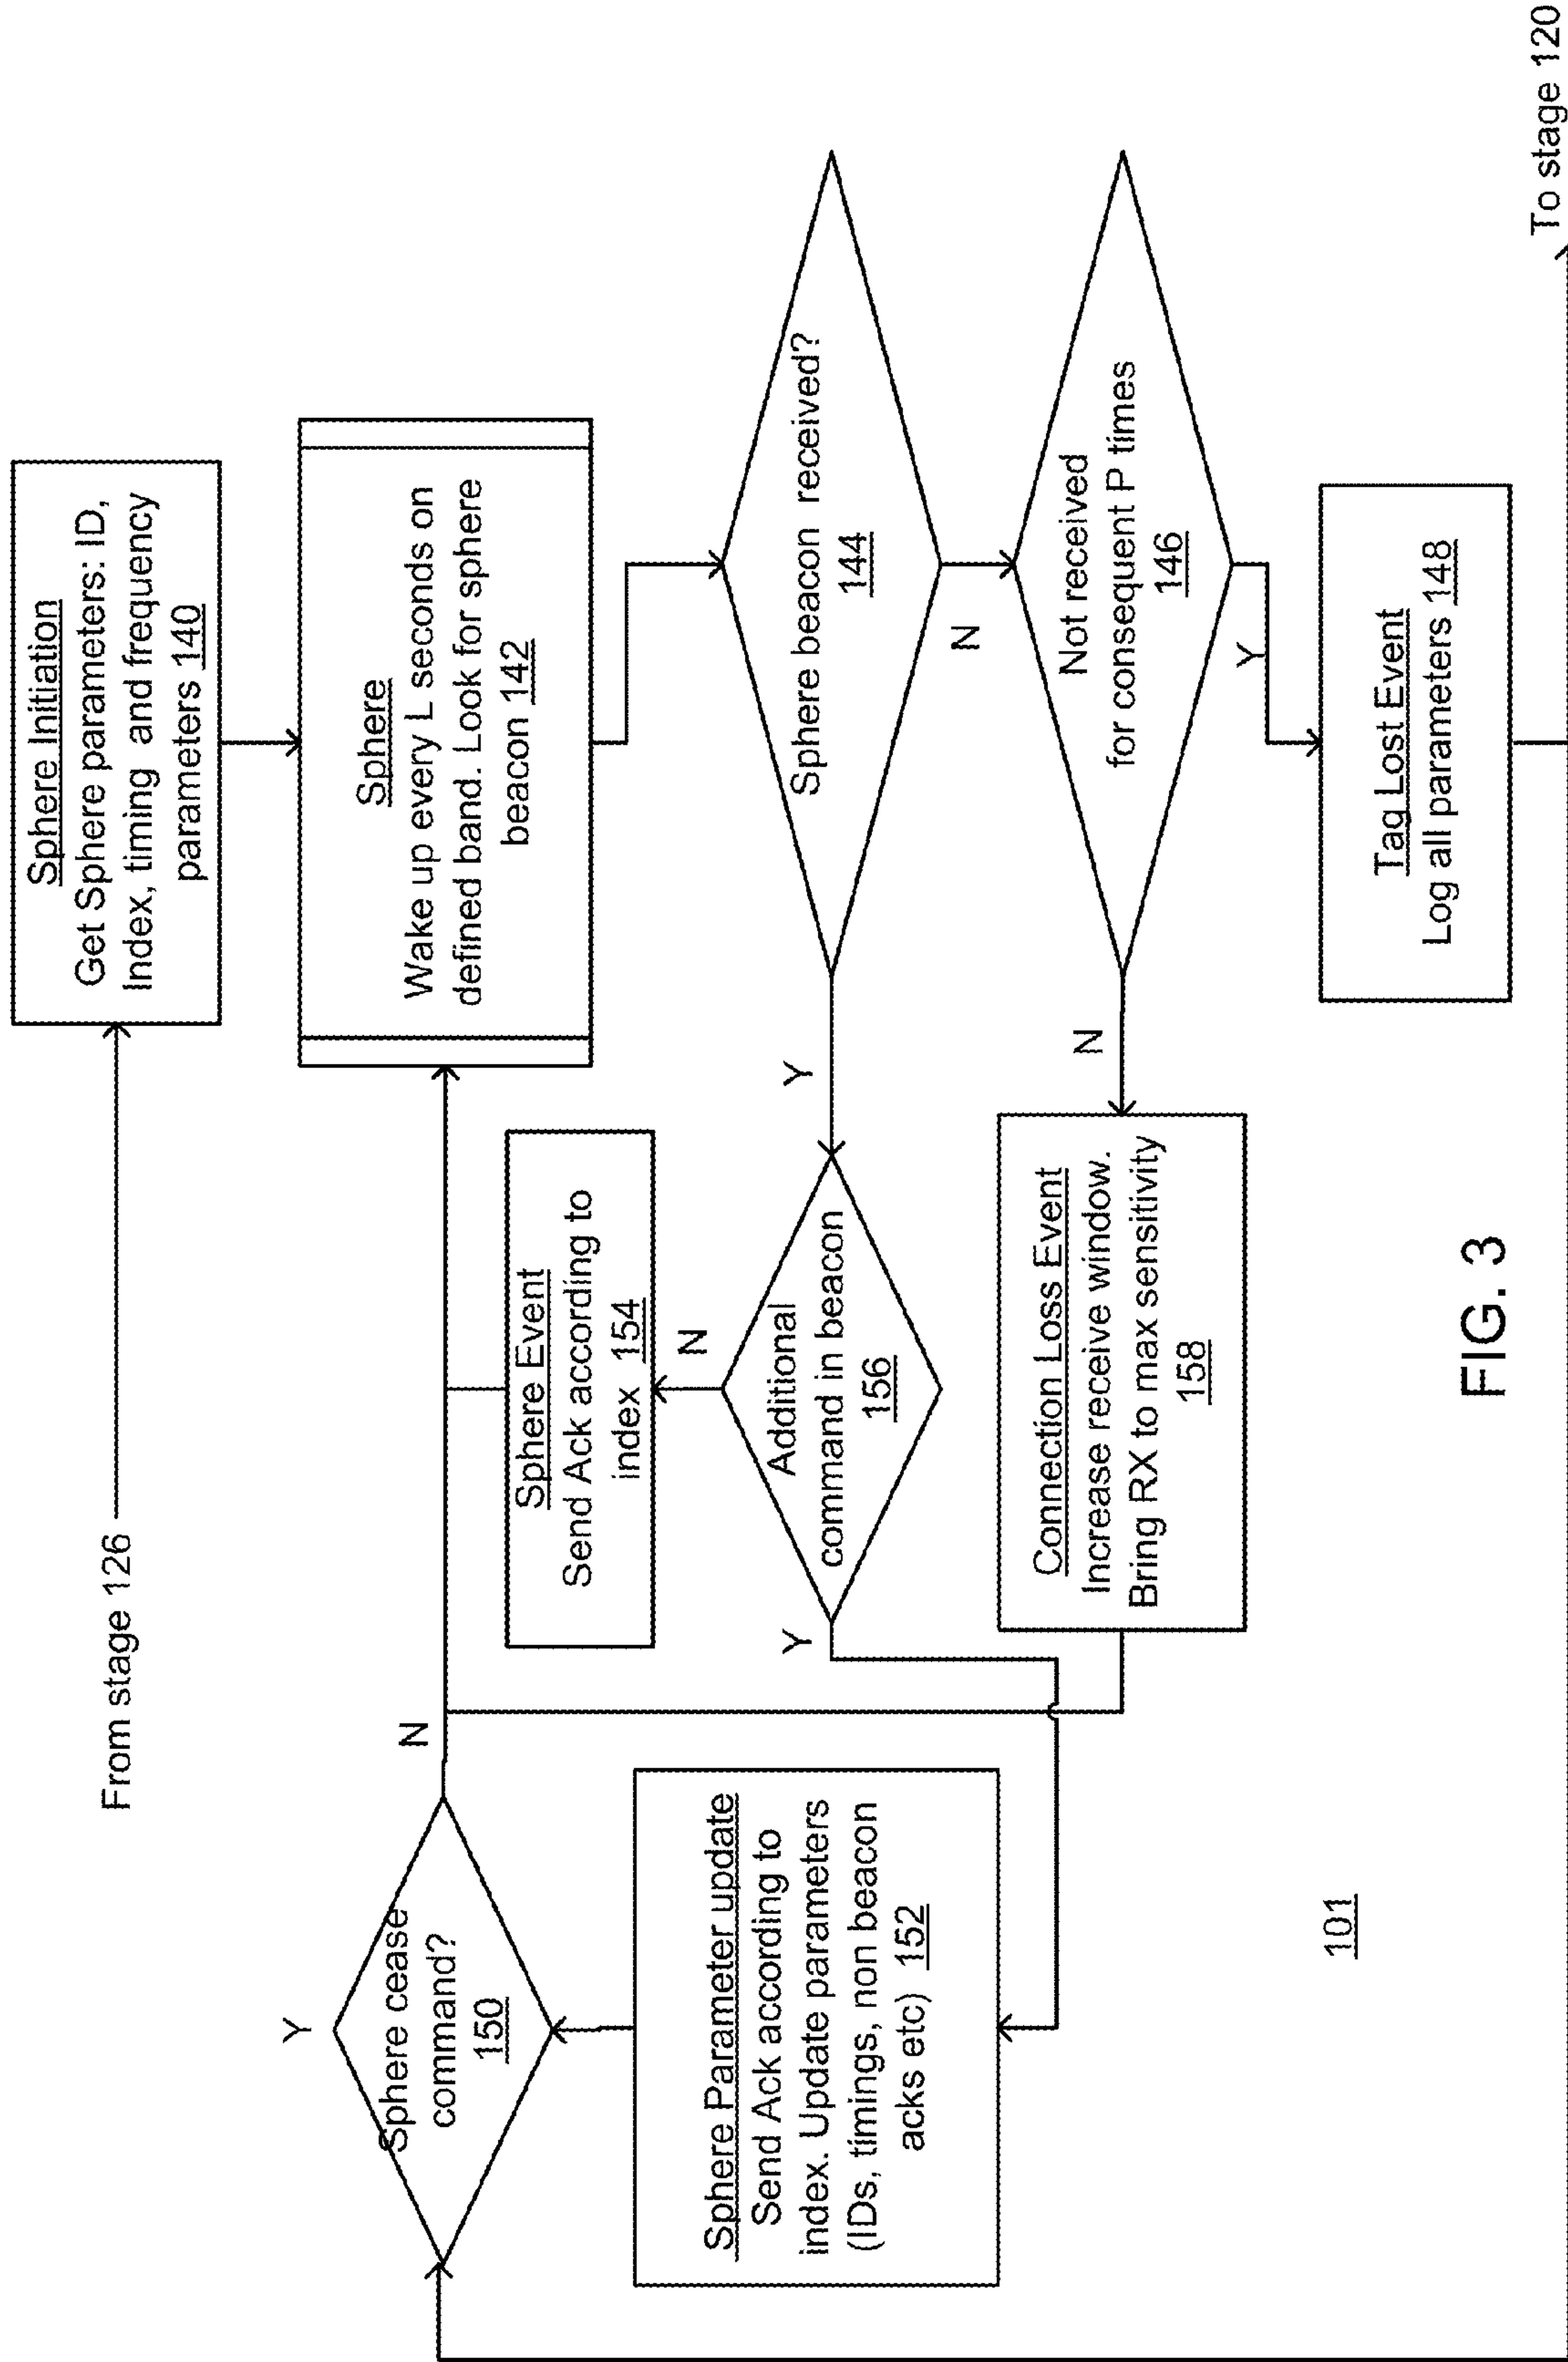 From stage 126
Sphere Initiation
Get Sphere parameters: ID,
Index, timing and frequency
parameters 140
Sphere
Wake up every L seconds on
defined band. Look for sphere
beacon 142
Sphere beacon received?
144
Y
N
Not received
for consequent P times
146
N
Y
Tag Lost Event
Log all parameters 148
To stage 120
Additional
command in beacon
156
N
Y
Sphere Event
Send Ack according to
index 154
Connection Loss Event
Increase receive window.
Bring RX to max sensitivity
158
Sphere Parameter update
Send Ack according to
index. Update parameters
(IDs, timings, non beacon
acks etc) 152
Sphere cease
command?
150
Y
N
101
FIG. 3